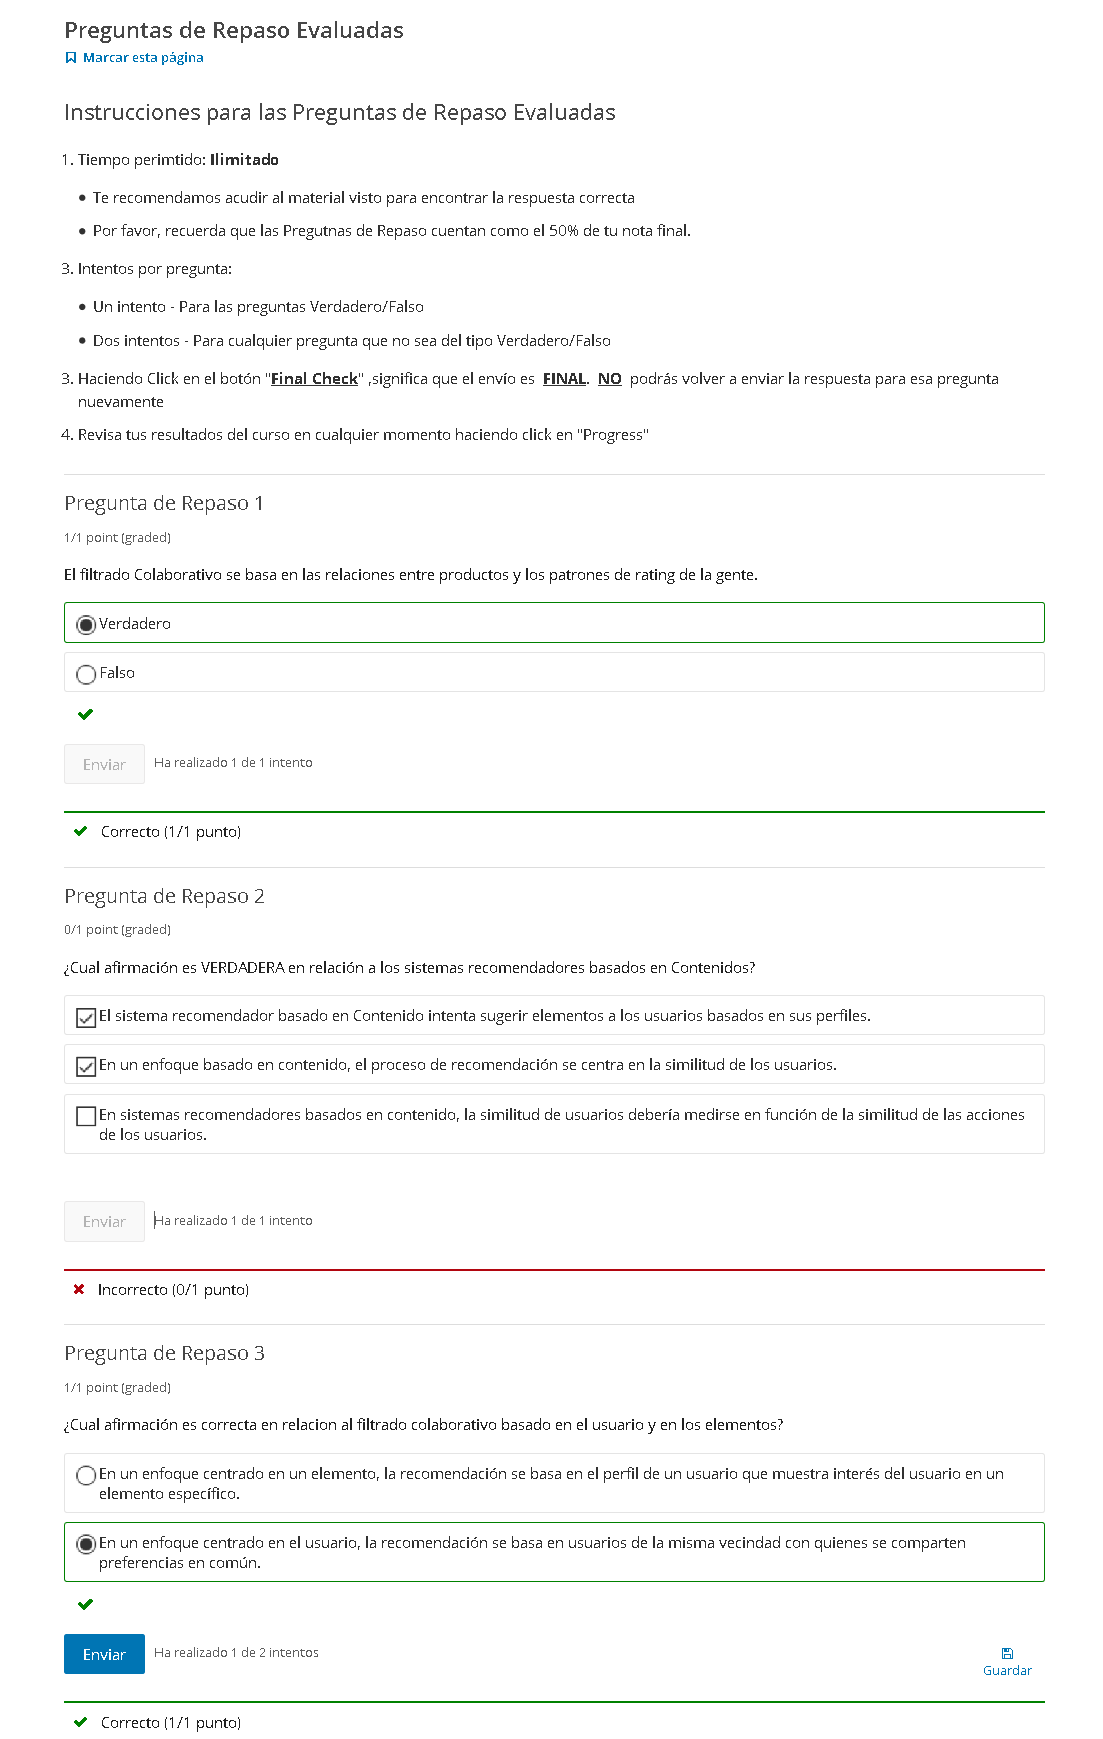 Preguntas de Repaso Evaluadas
Marcar esta página
Instrucciones para las Preguntas de Repaso Evaluadas
1. Tiempo perimtido: Ilimitado
• Te recomendamos acudir al material visto para encontrar la respuesta correcta
• Por favor, recuerda que las Pregutnas de Repaso cuentan como el 50% de tu nota final.
3. Intentos por pregunta:
• Un intento - Para las preguntas Verdadero/Falso
• Dos intentos - Para cualquier pregunta que no sea del tipo Verdadero/Falso
3. Haciendo Click en el botón "Final Check" ,significa que el envío es FINAL. NO podrás volver a enviar la respuesta para esa pregunta
nuevamente
4. Revisa tus resultados del curso en cualquier momento haciendo click en "Progress"
Pregunta de Repaso 1
1/1 point (graded)
El filtrado Colaborativo se basa en las relaciones entre productos y los patrones de rating de la gente.
Verdadero
Falso
Enviar Ha realizado 1 de 1 intento
Correcto (1/1 punto)
Pregunta de Repaso 2
0/1 point (graded)
¿Cual afirmación es VERDADERA en relación a los sistemas recomendadores basados en Contenidos?
El sistema recomendador basado en Contenido intenta sugerir elementos a los usuarios basados en sus perfiles.
En un enfoque basado en contenido, el proceso de recomendación se centra en la similitud de los usuarios.
En sistemas recomendadores basados en contenido, la similitud de usuarios debería medirse en función de la similitud de las acciones
de los usuarios.
Enviar Ha realizado 1 de 1 intento
Incorrecto (0/1 punto)
Pregunta de Repaso 3
1/1 point (graded)
¿Cual afirmación es correcta en relacion al filtrado colaborativo basado en el usuario y en los elementos?
En un enfoque centrado en un elemento, la recomendación se basa en el perfil de un usuario que muestra interés del usuario en un
elemento específico.
En un enfoque centrado en el usuario, la recomendación se basa en usuarios de la misma vecindad con quienes se comparten
preferencias en común.
Enviar Ha realizado 1 de 2 intentos
Guardar
Correcto (1/1 punto)